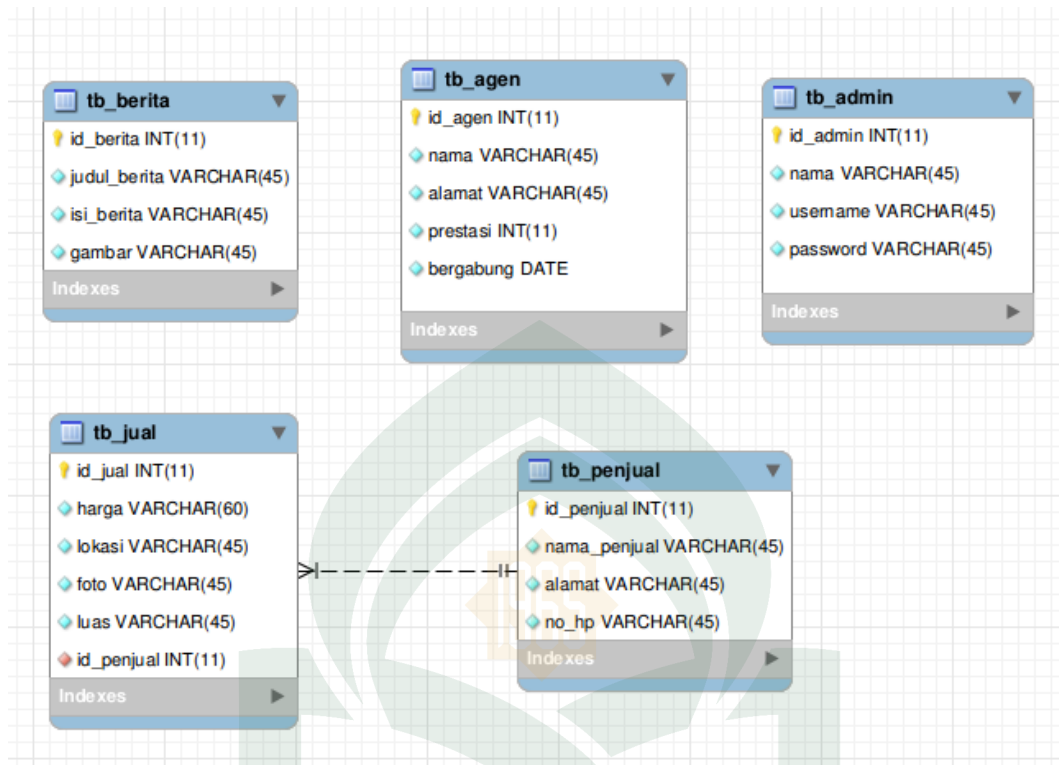 tb_berita
id_berita INT(11)
judul_berita VARCHAR(45)
isi_berita VARCHAR(45)
gambar VARCHAR(45)
Indexes
tb_agen
id_agen INT(11)
nama VARCHAR(45)
alamat VARCHAR(45)
prestasi INT(11)
bergabung DATE
Indexes
tb_admin
id_admin INT(11)
nama VARCHAR(45)
username VARCHAR(45)
password VARCHAR(45)
Indexes
tb_jual
id_jual INT(11)
harga VARCHAR(60)
lokasi VARCHAR(45)
foto VARCHAR(45)
luas VARCHAR(45)
id_penjual INT(11)
Indexes
tb_penjual
id_penjual INT(11)
nama_penjual VARCHAR(45)
alamat VARCHAR(45)
no_hp VARCHAR(45)
Indexes
1965